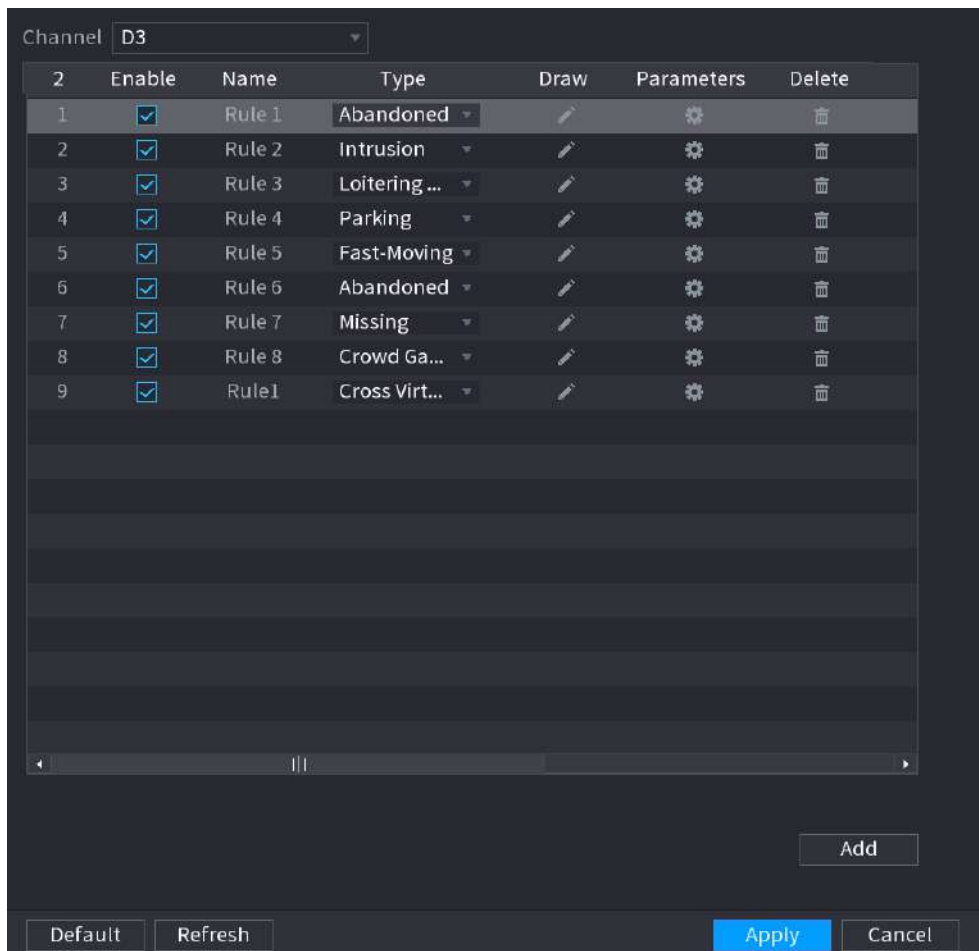 Channel D3
2 Enable Name Type Draw Parameters Delete
1 Rule 1 Abandoned
2 Rule 2 Intrusion
3 Rule 3 Loitering ...
4 Rule 4 Parking
5 Rule 5 Fast-Moving
6 Rule 6 Abandoned
7 Rule 7 Missing
8 Rule 8 Crowd Ga...
9 Rule1 Cross Virt...
Add
Default Refresh Apply Cancel